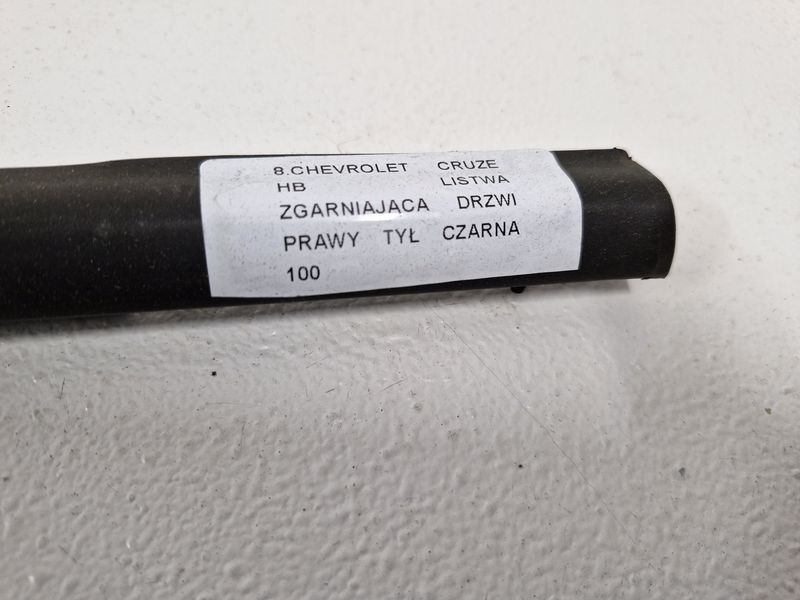 8.CHEVROLET CRUZE
HB LISTWA
ZGARNIAJACA DRZWI
PRAWY TYŁ CZARNA
100